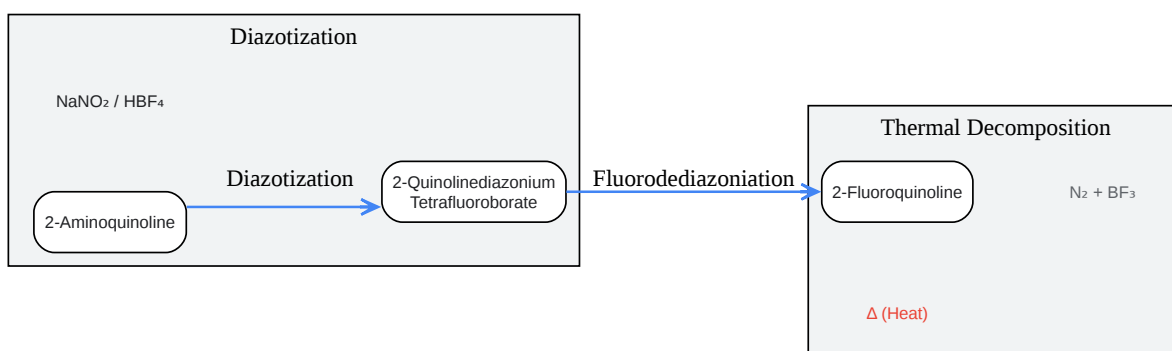 Diazotization
NaNO₂ / HBF₄
Diazotization
2-Aminoquinoline
2-Quinolinediazonium
Tetrafluoroborate
Fluorodediazoniation
Thermal Decomposition
2-Fluoroquinoline
N₂ + BF₃
Δ (Heat)